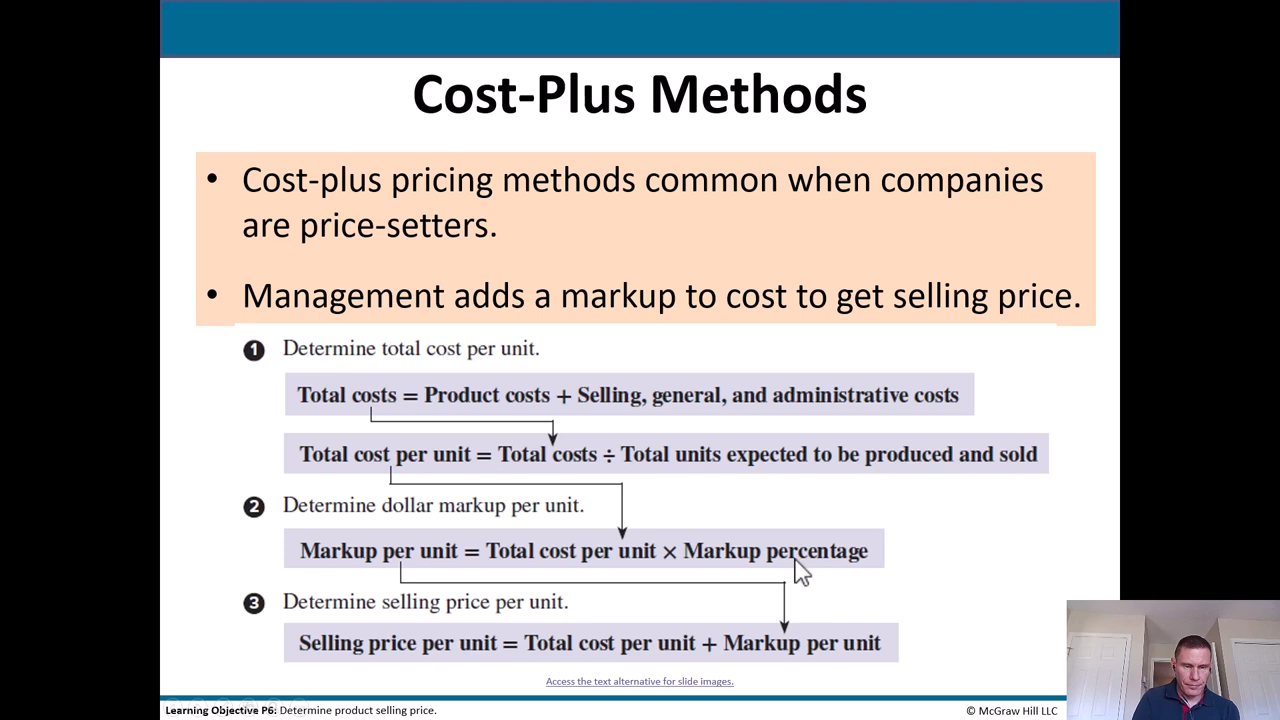 Cost-Plus Methods
• Cost-plus pricing methods common when companies
are price-setters.
• Management adds a markup to cost to get selling price.
1 Determine total cost per unit.
Total costs = Product costs + Selling, general, and administrative costs
Total cost per unit = Total costs ÷ Total units expected to be produced and sold
2 Determine dollar markup per unit.
Markup per unit = Total cost per unit × Markup percentage
3 Determine selling price per unit.
Selling price per unit = Total cost per unit + Markup per unit
Access the text alternative for slide images.
Learning Objective P6: Determine product selling price.
© McGraw Hill LLC